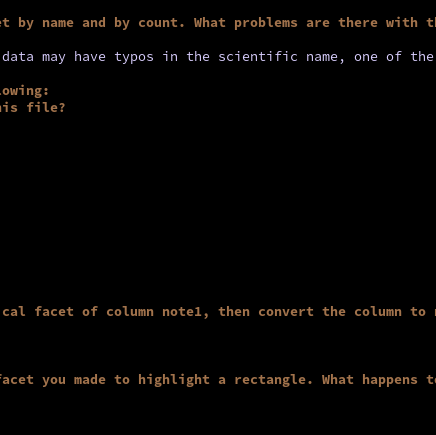 et by name and by count. What problems are there with th
data may have typos in the scientific name, one of the
lowing:
his file?
cal facet of column note1, then convert the column to
facet you made to highlight a rectangle. What happens to